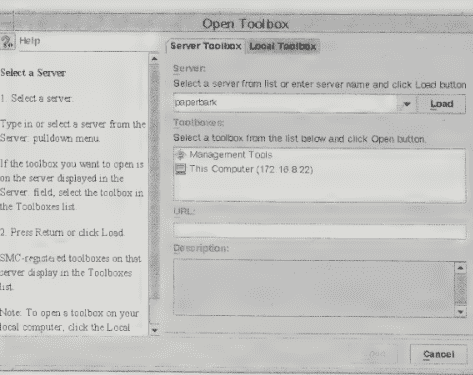 Open Toolbox
Help
Select a Server
1. Select a server.
Type in or select a server from the
Server: pulldown menu.
If the toolbox you want to open is
on the server displayed in the
Server: field, select the toolbox in
the Toolboxes list.
2. Press Return or click Load
SMC-registered toolboxes on that
server display in the Toolboxes
list.
Note: To open a toolbox on your
local computer, click the Local
Server Toolbox
Local Toolbox
Server:
Select a server from list or enter server name and click Load button
paperbark
Load
Toolboxes:
Select a toolbox from the list below and click Open button.
Management Tools
This Computer (172.16.8.22)
URL:
Description:
Cancel